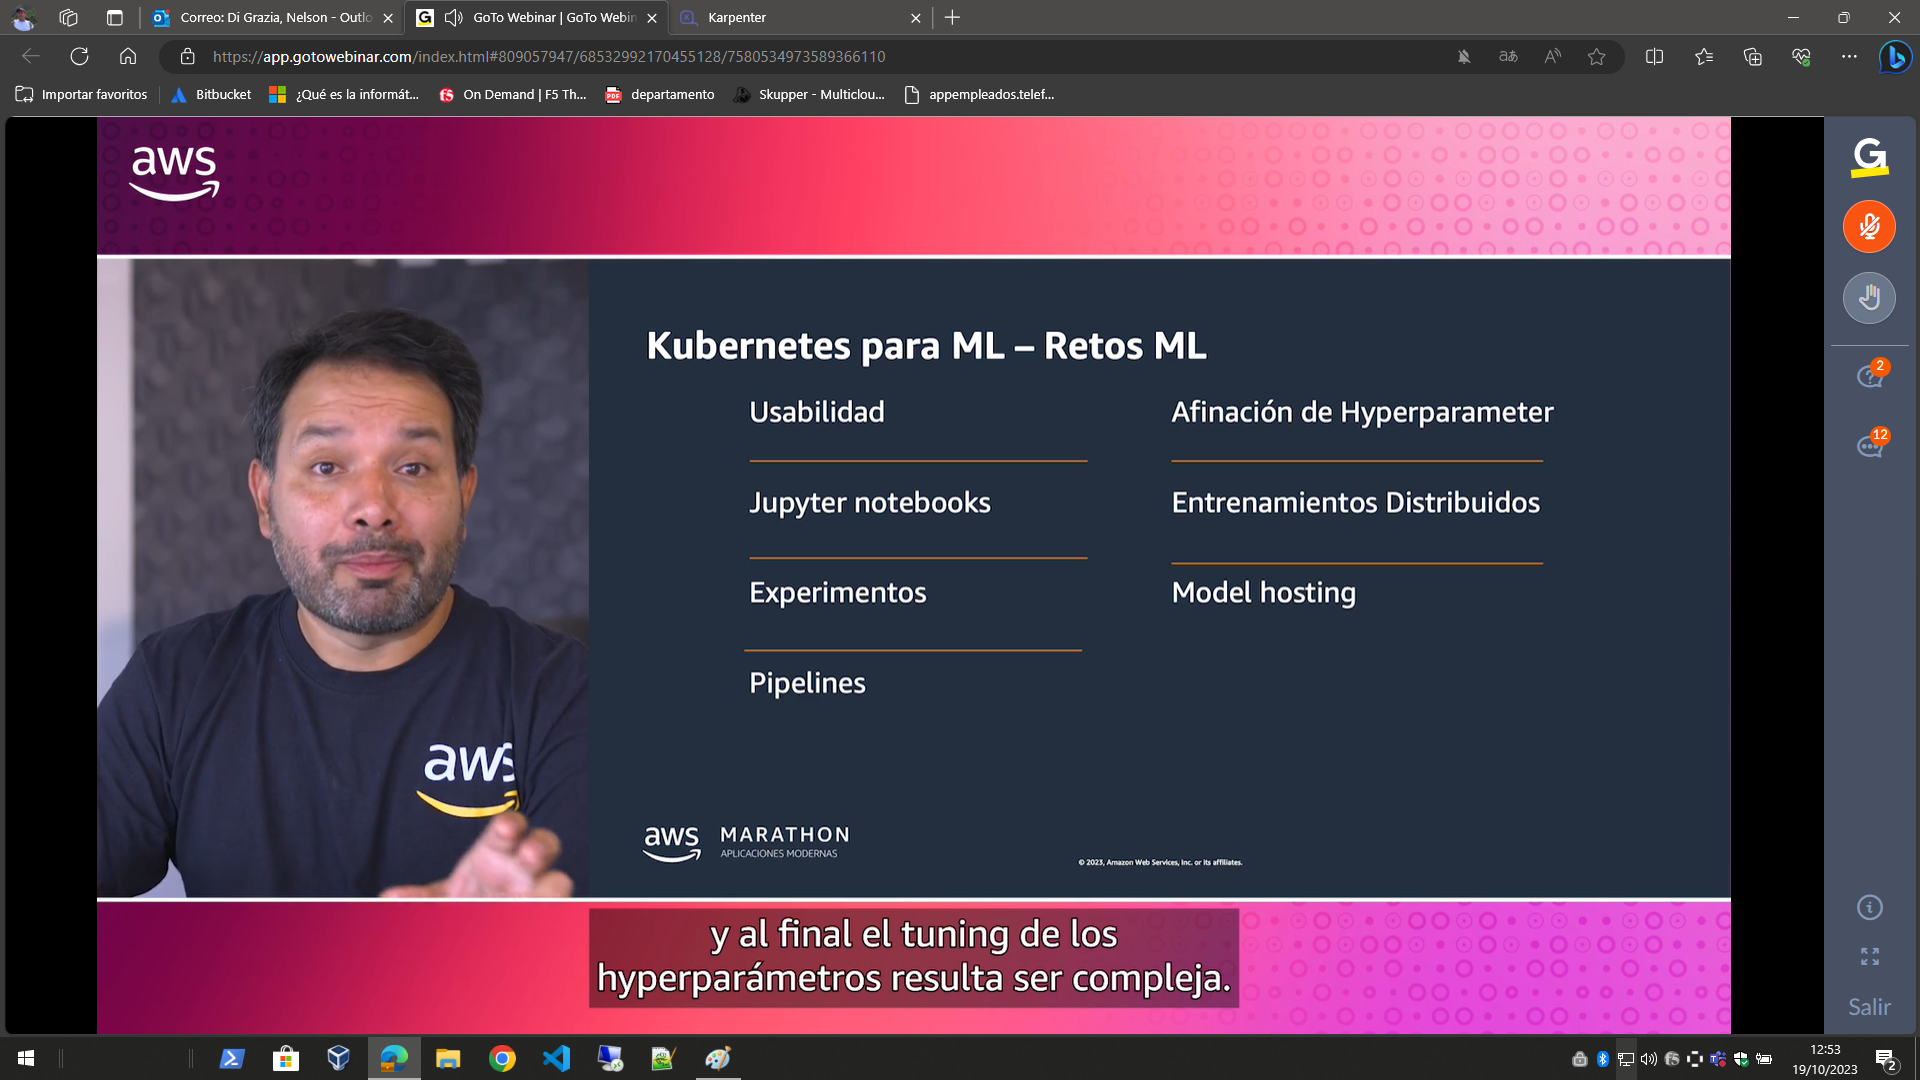 Correo: Di Grazia, Nelson - Outlo
GoTo Webinar | GoTo Webin
Karpenter
https://app.gotowebinar.com/index.html#809057947/68532992170455128/7580534973589366110
Importar favoritos
Bitbucket
¿Qué es la informát...
On Demand | F5 Th...
departamento
Skupper - Multiclou...
appempleados.telef...
aws
G
Kubernetes para ML – Retos ML
Usabilidad
Afinación de Hyperparameter
2
Jupyter notebooks
Entrenamientos Distribuidos
12
Experimentos
Model hosting
Pipelines
aws
aws MARATHON
APLICACIONES MODERNAS
© 2023, Amazon Web Services, Inc. or its affiliates.
y al final el tuning de los
hyperparámetros resulta ser compleja.
Salir
12:53
19/10/2023
2